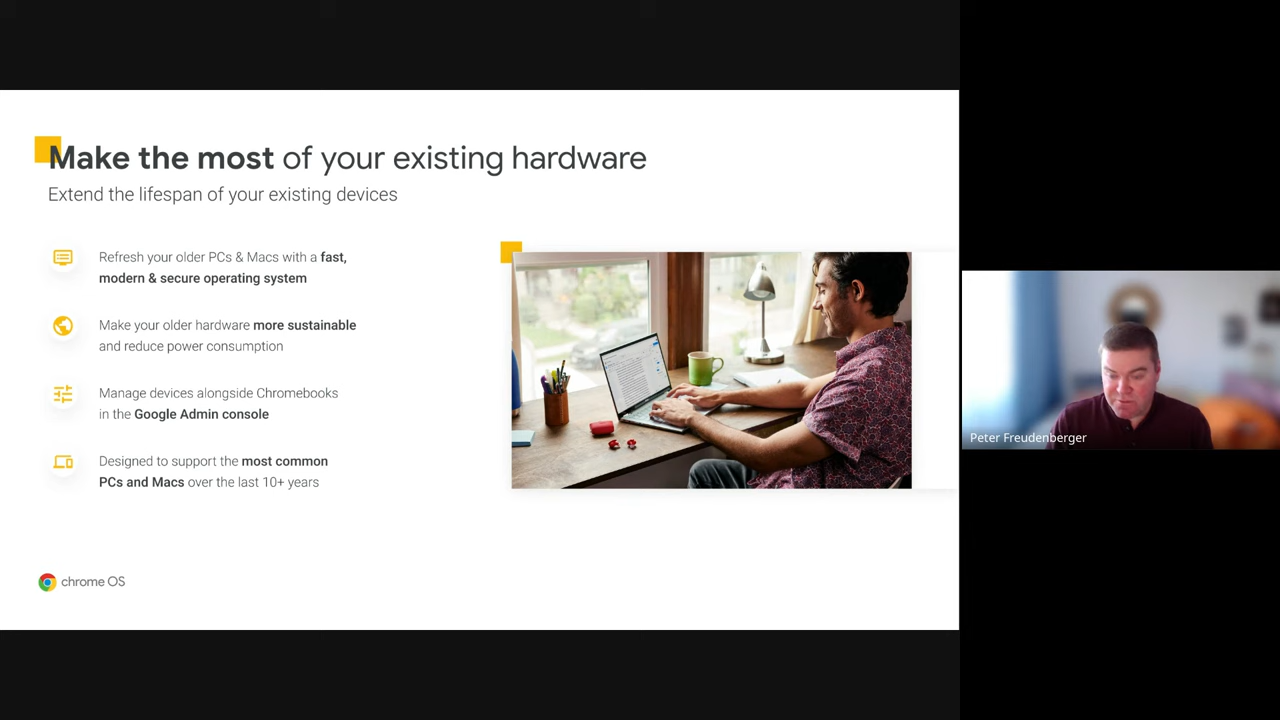 Make the most of your existing hardware
Extend the lifespan of your existing devices
Refresh your older PCs & Macs with a fast,
modern & secure operating system
Make your older hardware more sustainable
and reduce power consumption
Manage devices alongside Chromebooks
in the Google Admin console
Designed to support the most common
PCs and Macs over the last 10+ years
chrome OS
Peter Freudenberger